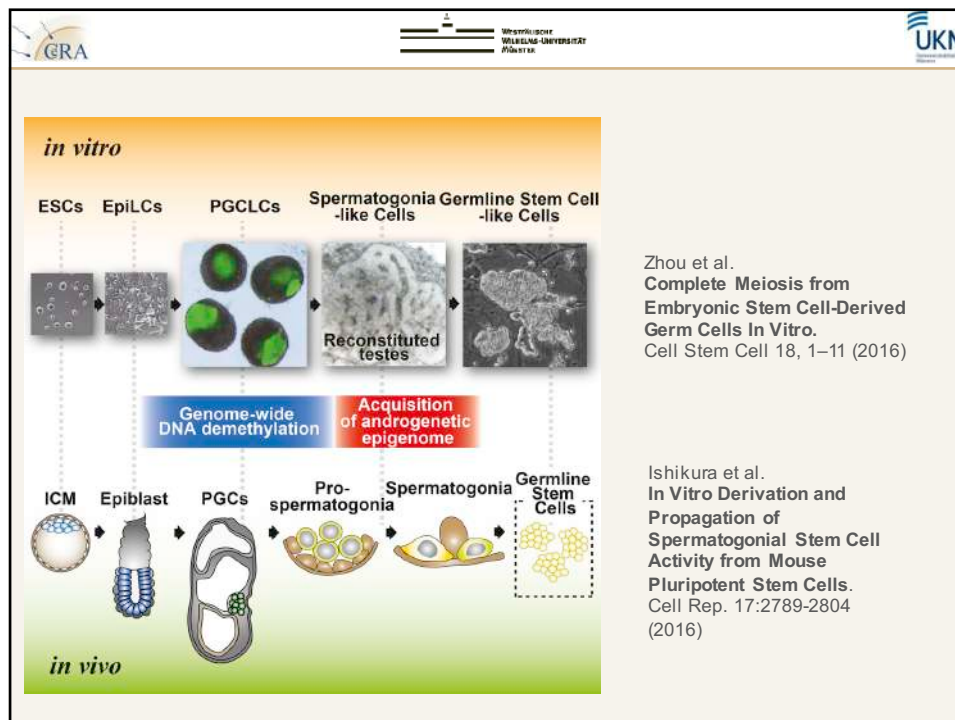 CeRA
WESTFÄLISCHE
WILHELMS-UNIVERSITÄT
MÜNSTER
UKM
in vitro
ESCs EpiLCs PGCLCs Spermatogonia-like Cells Germline Stem Cell-like Cells
Reconstituted
testes
Genome-wide
DNA demethylation
Acquisition
of androgenetic
epigenome
ICM Epiblast PGCs Pro-spermatogonia Spermatogonia Germline Stem Cells
in vivo
Zhou et al.
Complete Meiosis from
Embryonic Stem Cell-Derived
Germ Cells In Vitro.
Cell Stem Cell 18, 1–11 (2016)
Ishikura et al.
In Vitro Derivation and
Propagation of
Spermatogonial Stem Cell
Activity from Mouse
Pluripotent Stem Cells.
Cell Rep. 17:2789-2804
(2016)